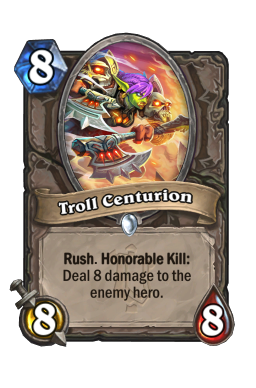 8
Troll Centurion
Rush. Honorable Kill:
Deal 8 damage to the
enemy hero.
8
8